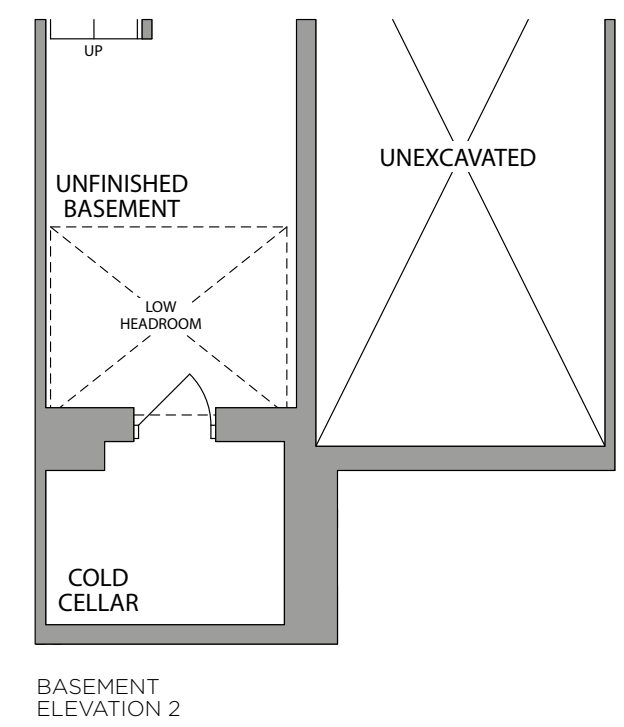 UP
UNEXCAVATED
UNFINISHED
BASEMENT
LOW
HEADROOM
COLD
CELLAR
BASEMENT
ELEVATION 2